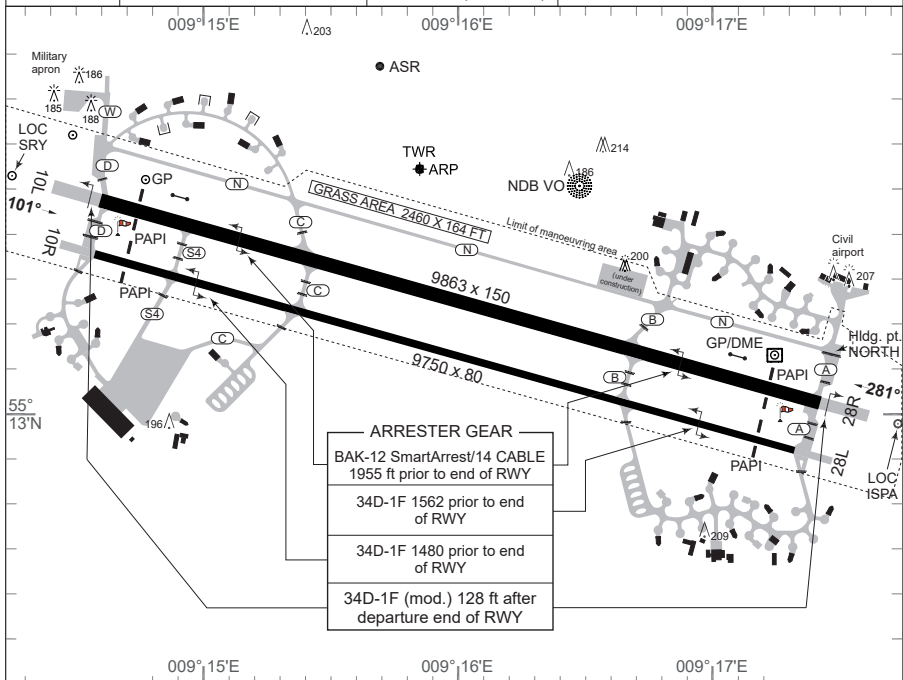 009°15'E
009°16'E
009°17'E
203
Military
apron
186
185
188
W
ASR
LOC
SRY
TWR
ARP
214
186
NDB VO
D
GP
N
10L
GRASS AREA 2460 X 164 FT
Limit of manoeuvring area
101°
D
PAPI
C
N
10R
S4
200
(under
construction)
Civil
airport
207
9863 x 150
C
PAPI
S4
B
N
Hldg. pt.
NORTH
GP/DME
C
9750 x 80
PAPI
A
281°
B
55°
13'N
28R
A
196
28L
PAPI
LOC
ISPA
ARRESTER GEAR
BAK-12 SmartArrest/14 CABLE
1955 ft prior to end of RWY
34D-1F 1562 prior to end
of RWY
34D-1F 1480 prior to end
of RWY
34D-1F (mod.) 128 ft after
departure end of RWY
209
009°15'E
009°16'E
009°17'E